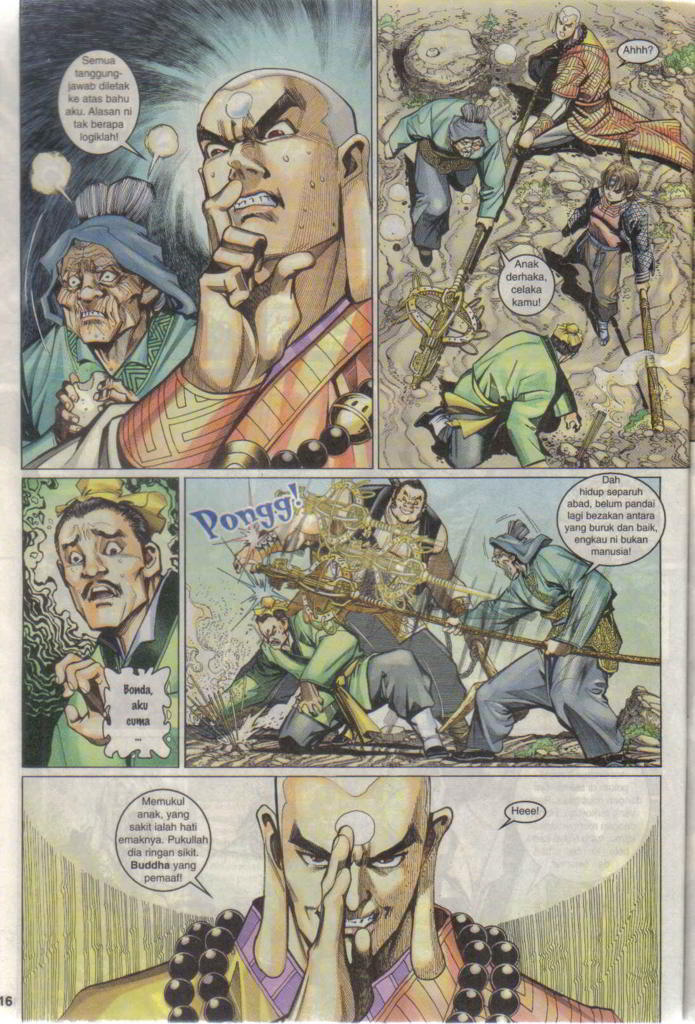 Semua
tanggung-
jawab diletak
ke atas bahu
aku. Alasan ni
tak berapa
logiklah!
Ahhh?
Anak
derhaka,
celaka
kamu!
Bonda,
aku
cuma
...
Pongg!
Dah
hidup separuh
abad, belum pandai
lagi bezakan antara
yang buruk dan baik,
engkau ni bukan
manusia!
Memukul
anak, yang
sakit ialah hati
emaknya. Pukullah
dia ringan sikit.
Buddha yang
pemaaf!
Heee!
16